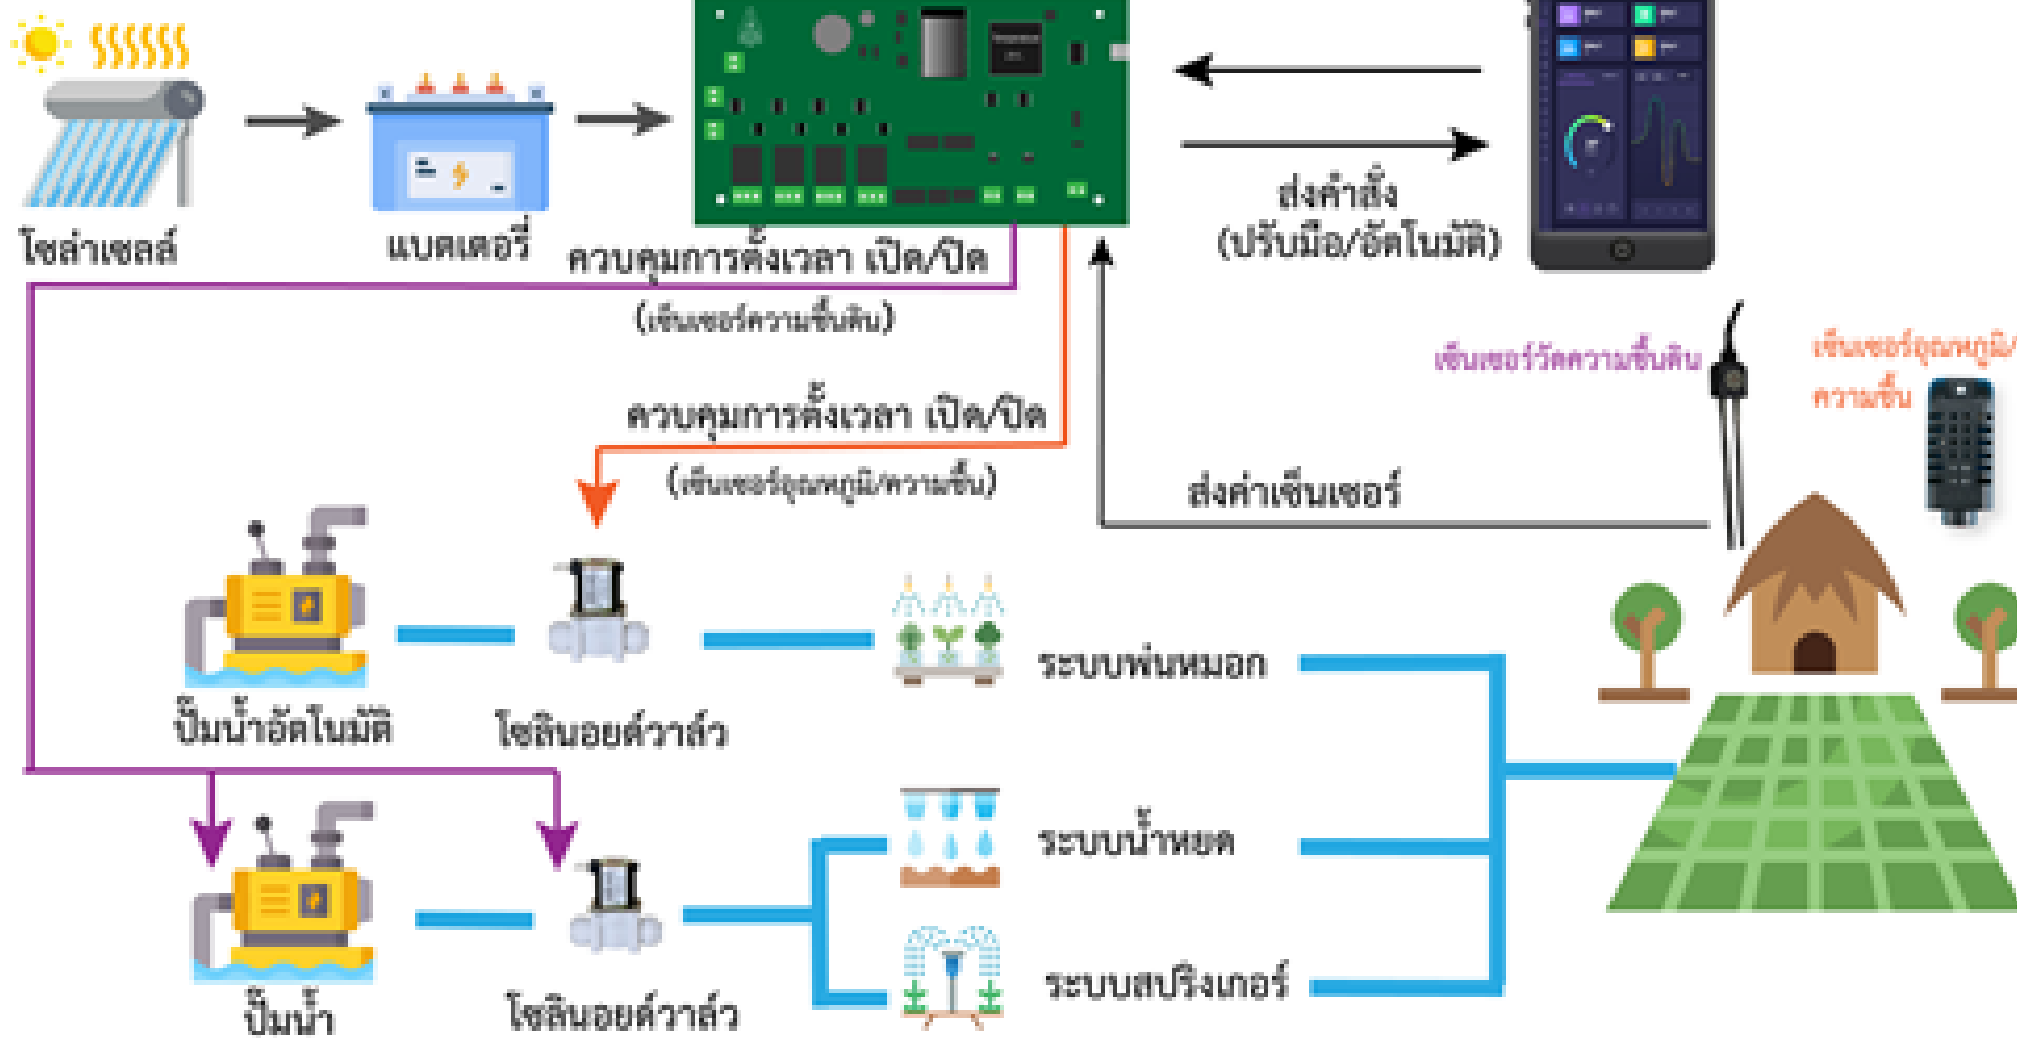 โซล่าเซลล์
แบตเตอรี่
ส่งคำสั่ง
(ปรับมือ/อัตโนมัติ)
ควบคุมการตั้งเวลา เปิด/ปิด
(เซ็นเซอร์ความชื้นดิน)
เซ็นเซอร์วัดความชื้นดิน
เซ็นเซอร์อุณหภูมิ/
ความชื้น
ควบคุมการตั้งเวลา เปิด/ปิด
(เซ็นเซอร์อุณหภูมิ/ความชื้น)
ส่งค่าเซ็นเซอร์
ระบบพ่นหมอก
ปั๊มน้ำอัตโนมัติ
โซลินอยด์วาล์ว
ระบบน้ำหยด
ระบบสปริงเกอร์
ปั๊มน้ำ
โซลินอยด์วาล์ว